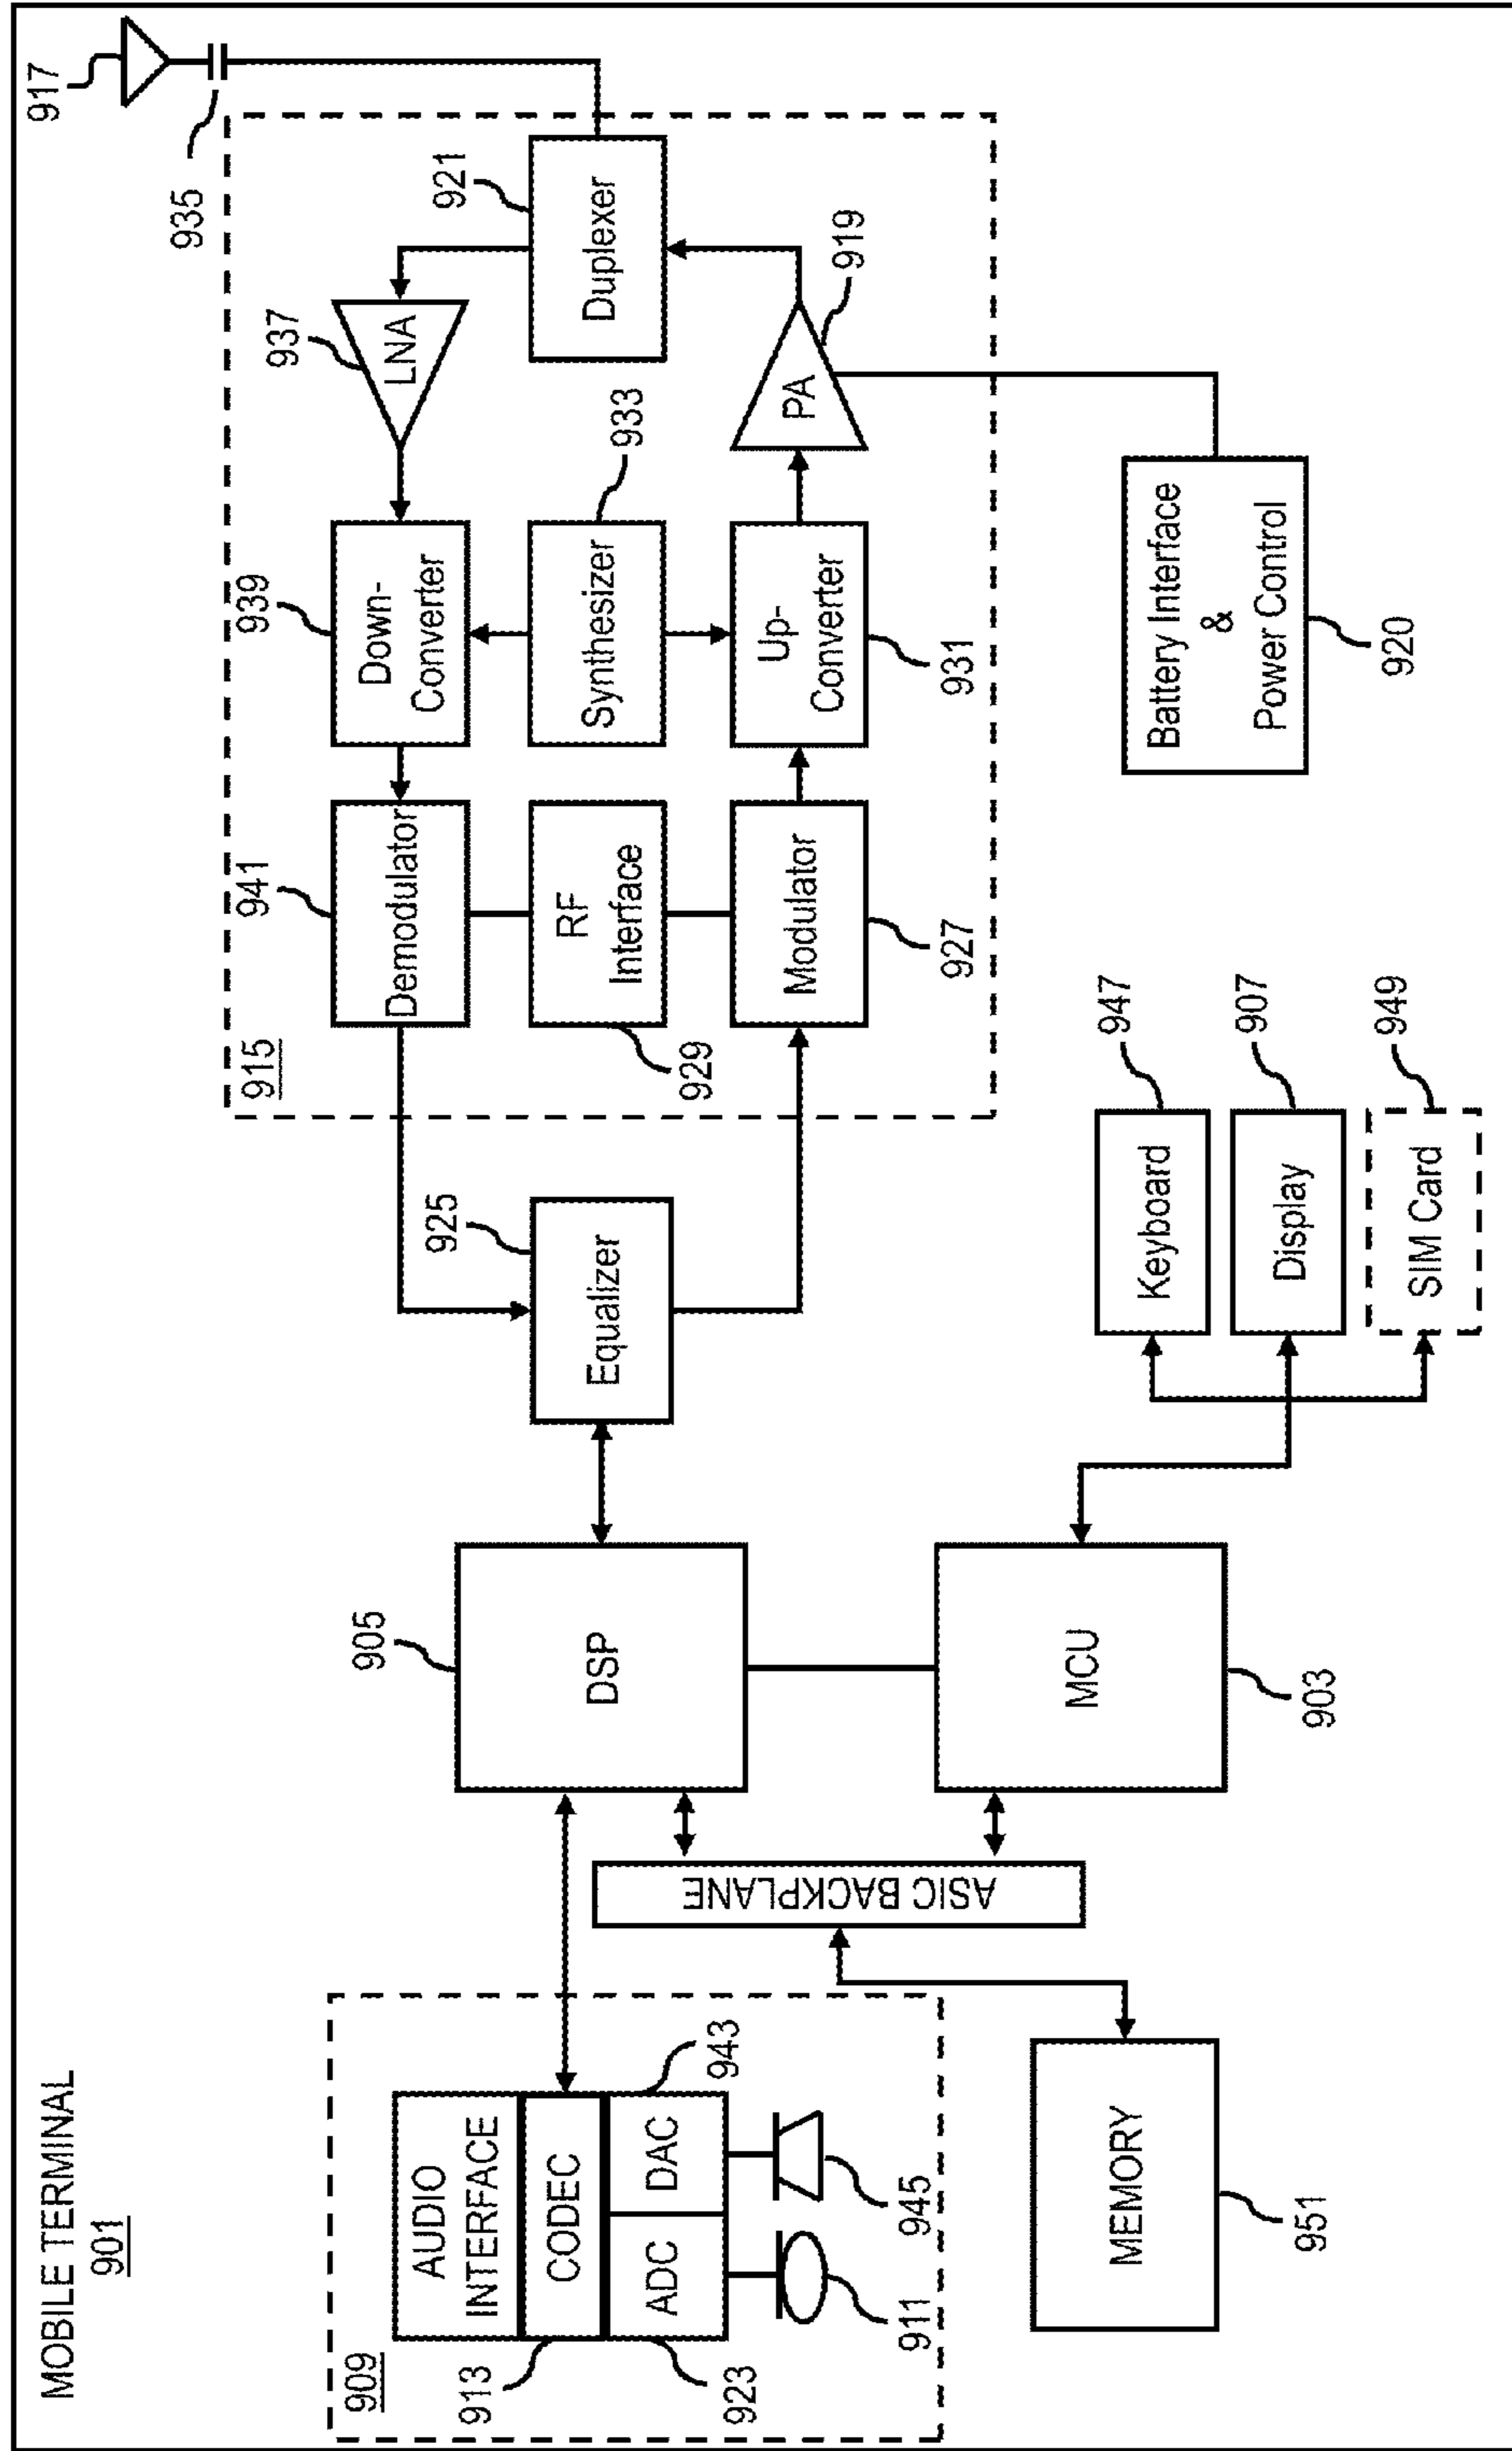 MOBILE TERMINAL
901
909
AUDIO
INTERFACE
CODEC
ADC
DAC
913
923
943
911
945
MEMORY
951
ASIC BACKPLANE
DSP
905
MCU
903
Equalizer
925
Keyboard
947
Display
907
SIM Card
949
915
Demodulator
941
RF
Interface
929
Modulator
927
Down-
Converter
939
Synthesizer
933
Up-
Converter
931
LNA
937
PA
919
Duplexer
921
917
935
Battery Interface
&
Power Control
920